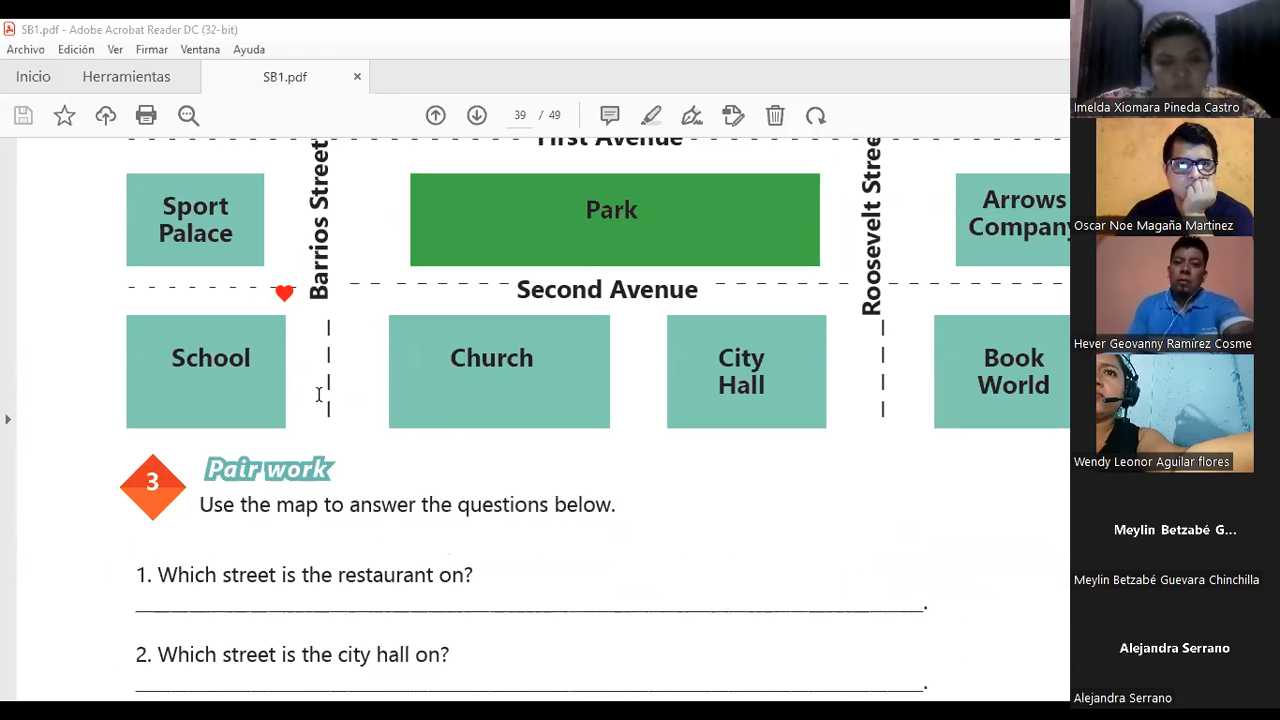 SB1.pdf - Adobe Acrobat Reader DC (32-bit)
Archivo Edición Ver Firmar Ventana Ayuda
Inicio Herramientas SB1.pdf ×
39 / 49
First Avenue
Barrios Street
Roosevelt Stree
Sport
Palace
Park
Arrows
Company
Second Avenue
School
Church
City
Hall
Book
World
3
Pair work
Use the map to answer the questions below.
1. Which street is the restaurant on?
2. Which street is the city hall on?
Imelda Xiomara Pineda Castro
Oscar Noe Magaña Martinez
Hever Geovanny Ramírez Cosme
Wendy Leonor Aguilar flores
Meylin Betzabé G...
Meylin Betzabé Guevara Chinchilla
Alejandra Serrano
Alejandra Serrano